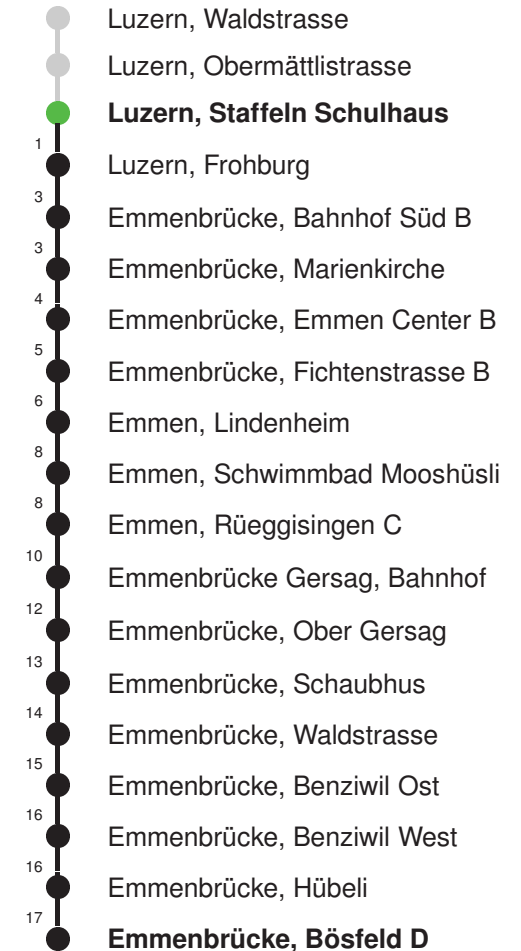 Luzern, Waldstrasse
Luzern, Obermättlistrasse
Luzern, Staffeln Schulhaus
1 Luzern, Frohburg
3 Emmenbrücke, Bahnhof Süd B
3 Emmenbrücke, Marienkirche
4 Emmenbrücke, Emmen Center B
5 Emmenbrücke, Fichtenstrasse B
6 Emmen, Lindenheim
8 Emmen, Schwimmbad Mooshüsli
8 Emmen, Rüeggisingen C
10 Emmenbrücke Gersag, Bahnhof
12 Emmenbrücke, Ober Gersag
13 Emmenbrücke, Schaubhus
14 Emmenbrücke, Waldstrasse
15 Emmenbrücke, Benziwil Ost
16 Emmenbrücke, Benziwil West
16 Emmenbrücke, Hübeli
17 Emmenbrücke, Bösfeld D